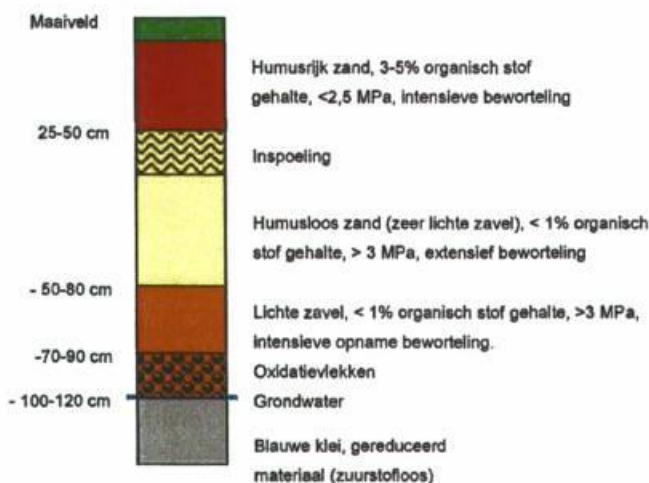 Maaiveld
Humusrijk zand, 3-5% organisch stof
gehalte, <2,5 MPa, intensieve beworteling
25-50 cm
Inspoeling
Humusloos zand (zeer lichte zavel), < 1% organisch
stof gehalte, > 3 MPa, extensief beworteling
- 50-80 cm
Lichte zavel, < 1% organisch stof gehalte, >3 MPa,
intensieve opname beworteling.
-70-90 cm
Oxidatievlekken
- 100-120 cm
Grondwater
Blauwe klei, gereduceerd
materiaal (zuurstofloos)